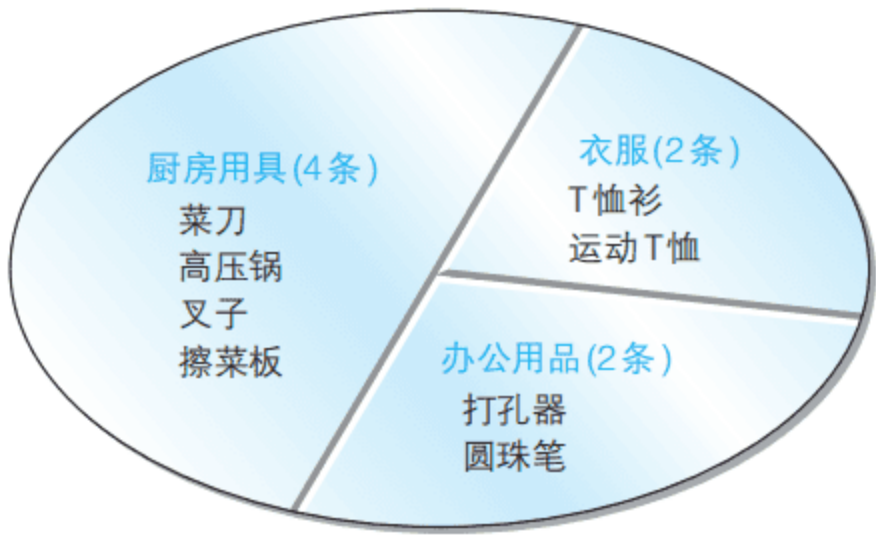 厨房用具(4条)
菜刀
高压锅
叉子
擦菜板
衣服(2条)
T恤衫
运动T恤
办公用品(2条)
打孔器
圆珠笔